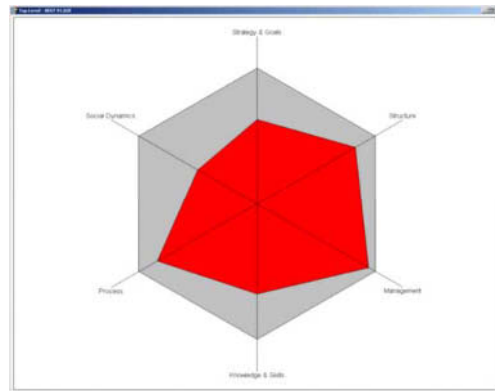 Strategy & Goals
Social Dynamics
Structure
Process
Management
Knowledge & Skills